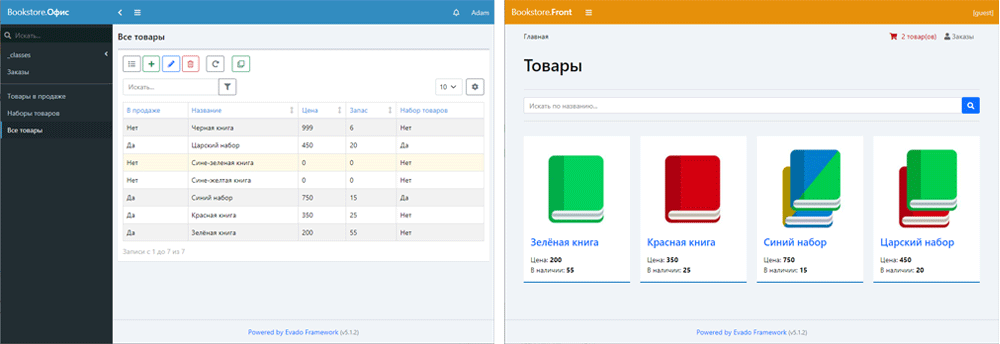 Bookstore.Офис
Adam
Искать...
_classes
Заказы
Товары в продаже
Наборы товаров
Все товары
Все товары
Искать...
10
В продаже Название Цена Запас Набор товаров
Нет Черная книга 999 6 Нет
Да Царский набор 450 20 Да
Нет Сине-зеленая книга 0 0 Нет
Нет Сине-желтая книга 0 0 Нет
Да Синий набор 750 15 Да
Да Красная книга 350 25 Нет
Да Зелёная книга 200 55 Нет
Записи с 1 до 7 из 7
Powered by Evado Framework (v5.1.2)
Bookstore.Front
[guest]
Главная
2 товар(ов)
Заказы
Товары
Искать по названию...
Зелёная книга
Цена: 200
В наличии: 55
Красная книга
Цена: 350
В наличии: 25
Синий набор
Цена: 750
В наличии: 15
Царский набор
Цена: 450
В наличии: 20
Powered by Evado Framework (v5.1.2)